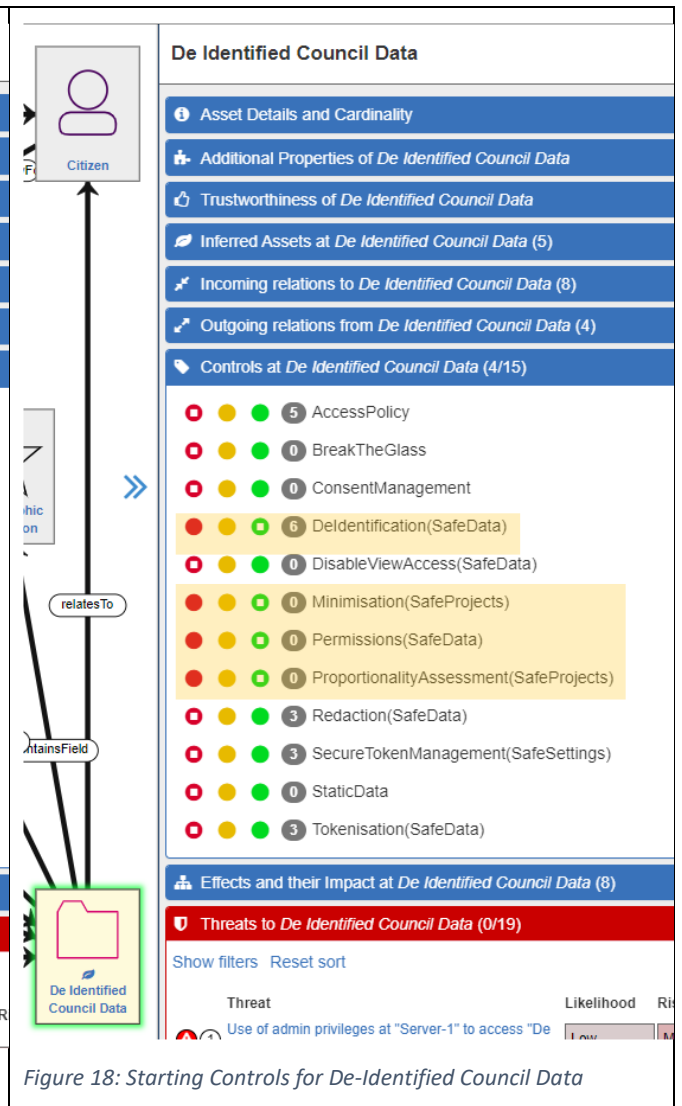 De Identified Council Data
Asset Details and Cardinality
Citizen
Additional Properties of De Identified Council Data
Trustworthiness of De Identified Council Data
Inferred Assets at De Identified Council Data (5)
Incoming relations to De Identified Council Data (8)
Outgoing relations from De Identified Council Data (4)
Controls at De Identified Council Data (4/15)
5 AccessPolicy
0 BreakTheGlass
0 ConsentManagement
6 DeIdentification(SafeData)
0 DisableViewAccess(SafeData)
0 Minimisation(SafeProjects)
0 Permissions(SafeData)
0 ProportionalityAssessment(SafeProjects)
3 Redaction(SafeData)
3 SecureTokenManagement(SafeSettings)
0 StaticData
3 Tokenisation(SafeData)
phic
on
relatesTo
ntainsField
Effects and their Impact at De Identified Council Data (8)
Threats to De Identified Council Data (0/19)
Show filters Reset sort
De Identified
Council Data
Threat Likelihood Ris
1 Use of admin privileges at "Server-1" to access "De Low M
Figure 18: Starting Controls for De-Identified Council Data